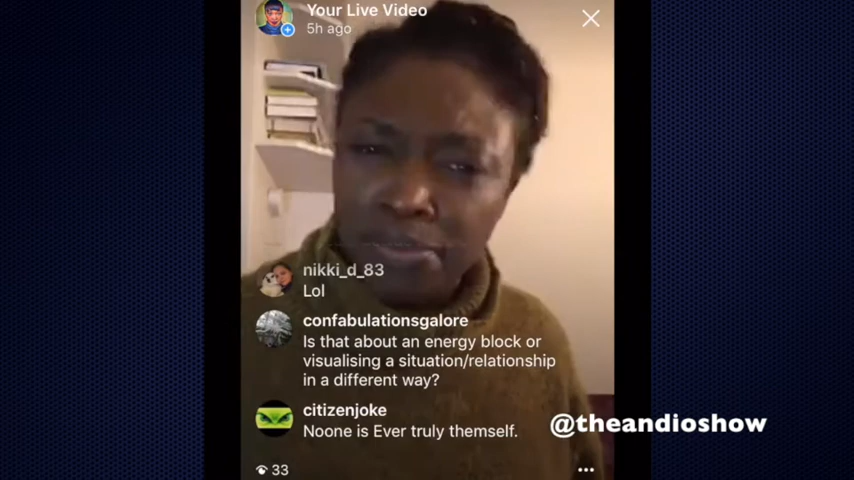 Your Live Video
5h ago
nikki_d_83
Lol
confabulationsgalore
Is that about an energy block or
visualising a situation/relationship
in a different way?
citizenjoke
Noone is Ever truly themself.
@theandioshow
33